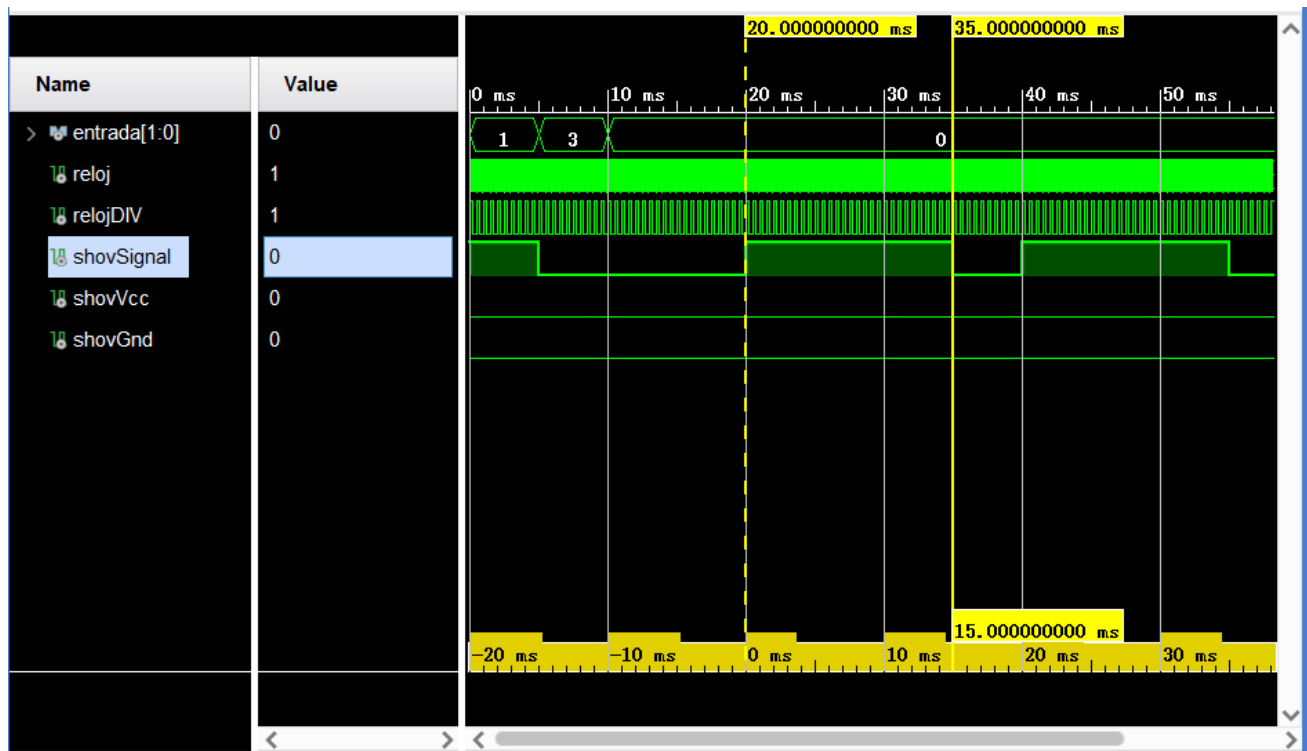 20.000000000 ms 35.000000000 ms
Name Value
0 ms 10 ms 20 ms 30 ms 40 ms 50 ms
entrada[1:0] 0 1 3 0
reloj 1
relojDIV 1
shovSignal 0
shovVcc 0
shovGnd 0
15.000000000 ms
-20 ms -10 ms 0 ms 10 ms 20 ms 30 ms